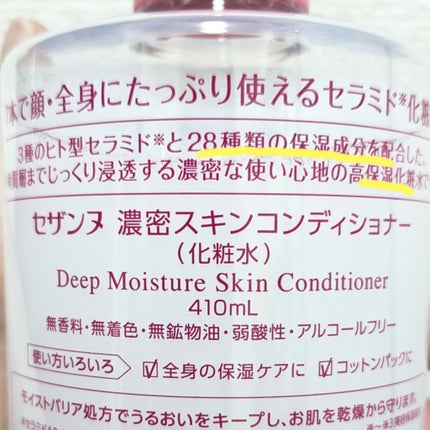 本で顔・全身にたっぷり使えるセラミド※化粧
3種のヒト型セラミド※と28種類の保湿成分を配合した、
角質層までじっくり浸透する濃密な使い心地の高保湿化粧水で
セザンヌ 濃密スキンコンディショナー
(化粧水)
Deep Moisture Skin Conditioner
410mL
無香料・無着色・無鉱物油・弱酸性・アルコールフリー
使い方いろいろ ☑全身の保湿ケアに ☑コットンパックに
モイストバリア処方でうるおいをキープし、お肌を乾燥から守ります。